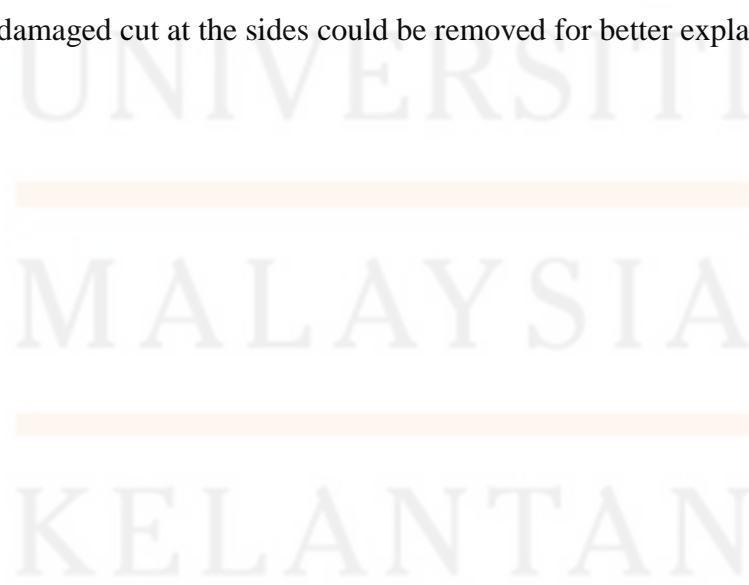 damaged cut at the sides could be removed for better expla
UNIVERSITI
MALAYSIA
KELANTAN